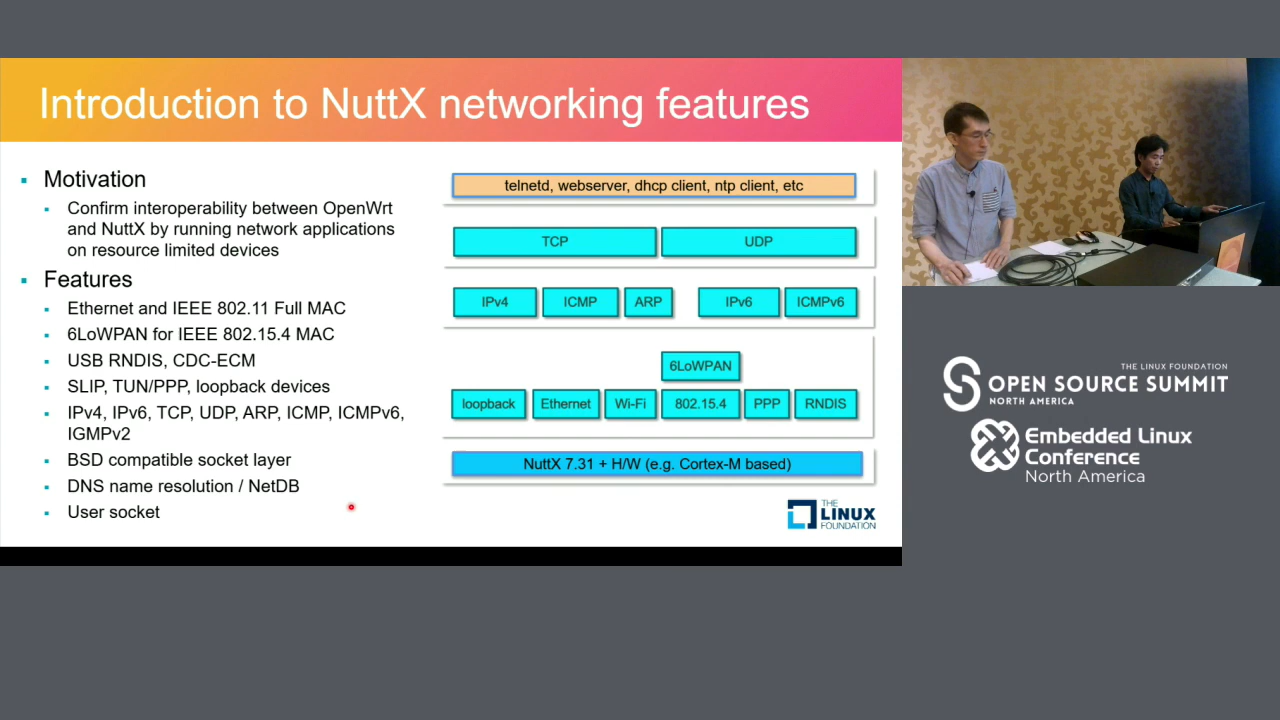 Introduction to NuttX networking features
Motivation
Confirm interoperability between OpenWrt
and NuttX by running network applications
on resource limited devices
Features
Ethernet and IEEE 802.11 Full MAC
6LoWPAN for IEEE 802.15.4 MAC
USB RNDIS, CDC-ECM
SLIP, TUN/PPP, loopback devices
IPv4, IPv6, TCP, UDP, ARP, ICMP, ICMPv6,
IGMPv2
BSD compatible socket layer
DNS name resolution / NetDB
User socket
telnetd, webserver, dhcp client, ntp client, etc
TCP UDP
IPv4 ICMP ARP IPv6 ICMPv6
6LoWPAN
loopback Ethernet Wi-Fi 802.15.4 PPP RNDIS
NuttX 7.31 + H/W (e.g. Cortex-M based)
THE
LINUX
FOUNDATION
THE LINUX FOUNDATION
OPEN SOURCE SUMMIT
NORTH AMERICA
Embedded Linux
Conference
North America